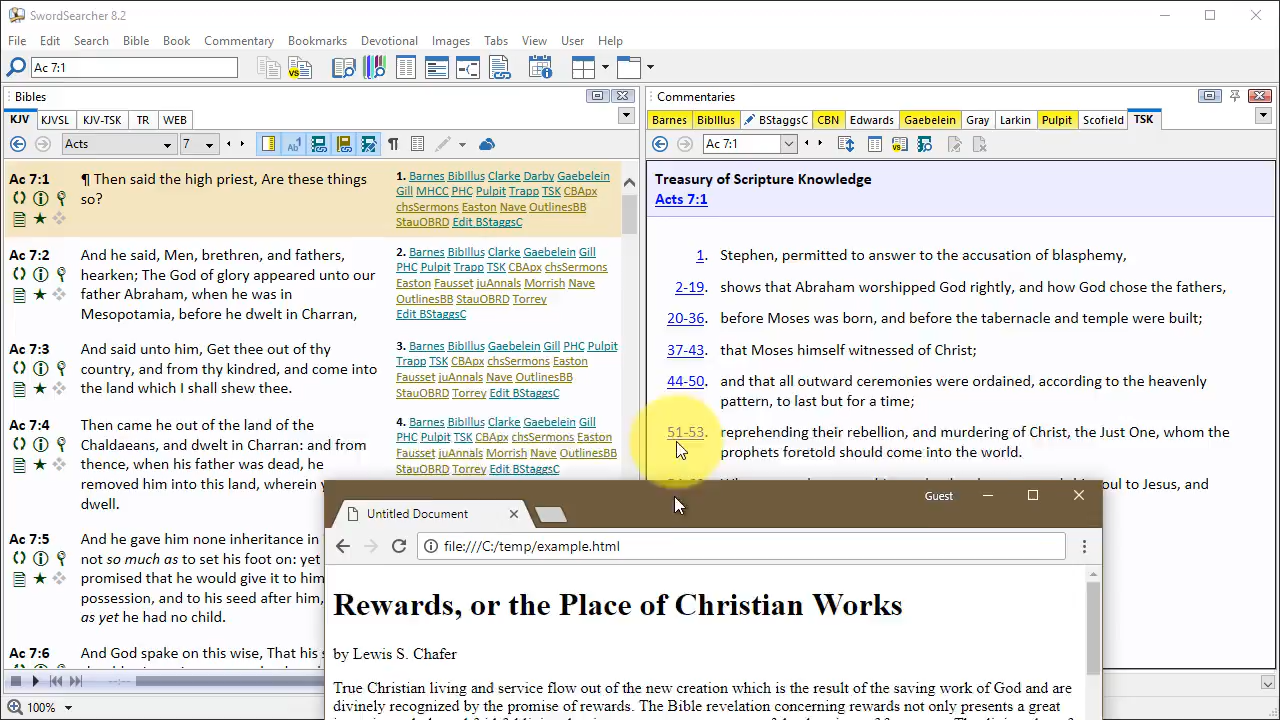 SwordSearcher 8.2
File Edit Search Bible Book Commentary Bookmarks Devotional Images Tabs View User Help
Ac 7:1
Bibles
KJV KJVSL KJV-TSK TR WEB
Acts 7
Ac 7:1 ¶ Then said the high priest, Are these things
so?
1. Barnes BibIllus Clarke Darby Gaebelein
Gill MHCC PHC Pulpit Trapp TSK CBApx
chsSermons Easton Nave OutlinesBB
StauOBRD Edit BStaggsC
Ac 7:2 And he said, Men, brethren, and fathers,
hearken; The God of glory appeared unto our
father Abraham, when he was in
Mesopotamia, before he dwelt in Charran,
2. Barnes BibIllus Clarke Gaebelein Gill
PHC Pulpit Trapp TSK CBApx chsSermons
Easton Fausset juAnnals Morrish Nave
OutlinesBB StauOBRD Torrey
Edit BStaggsC
Ac 7:3 And said unto him, Get thee out of thy
country, and from thy kindred, and come into
the land which I shall shew thee.
3. Barnes BibIllus Gaebelein Gill PHC Pulpit
Trapp TSK CBApx chsSermons Easton
Fausset juAnnals Nave OutlinesBB
StauOBRD Torrey Edit BStaggsC
Ac 7:4 Then came he out of the land of the
Chaldaeans, and dwelt in Charran: and from
thence, when his father was dead, he
removed him into this land, wherein y
dwell.
4. Barnes BibIllus Clarke Gaebelein Gill
PHC Pulpit Trapp TSK CBApx chsSermons Easton
Fausset juAnnals Morrish Nave OutlinesBB
StauOBRD Torrey Edit BStaggsC
Ac 7:5 And he gave him none inheritance in
not so much as to set his foot on: yet
promised that he would give it to him
possession, and to his seed after him,
as yet he had no child.
Ac 7:6 And God spake on this wise, That his s
100%
Commentaries
Barnes BibIllus BStaggsC CBN Edwards Gaebelein Gray Larkin Pulpit Scofield TSK
Ac 7:1
Treasury of Scripture Knowledge
Acts 7:1
1. Stephen, permitted to answer to the accusation of blasphemy,
2-19. shows that Abraham worshipped God rightly, and how God chose the fathers,
20-36. before Moses was born, and before the tabernacle and temple were built;
37-43. that Moses himself witnessed of Christ;
44-50. and that all outward ceremonies were ordained, according to the heavenly
pattern, to last but for a time;
51-53. reprehending their rebellion, and murdering of Christ, the Just One, whom the
prophets foretold should come into the world.
oul to Jesus, and
Guest
Untitled Document
file:///C:/temp/example.html
Rewards, or the Place of Christian Works
by Lewis S. Chafer
True Christian living and service flow out of the new creation which is the result of the saving work of God and are
divinely recognized by the promise of rewards. The Bible revelation concerning rewards not only presents a great